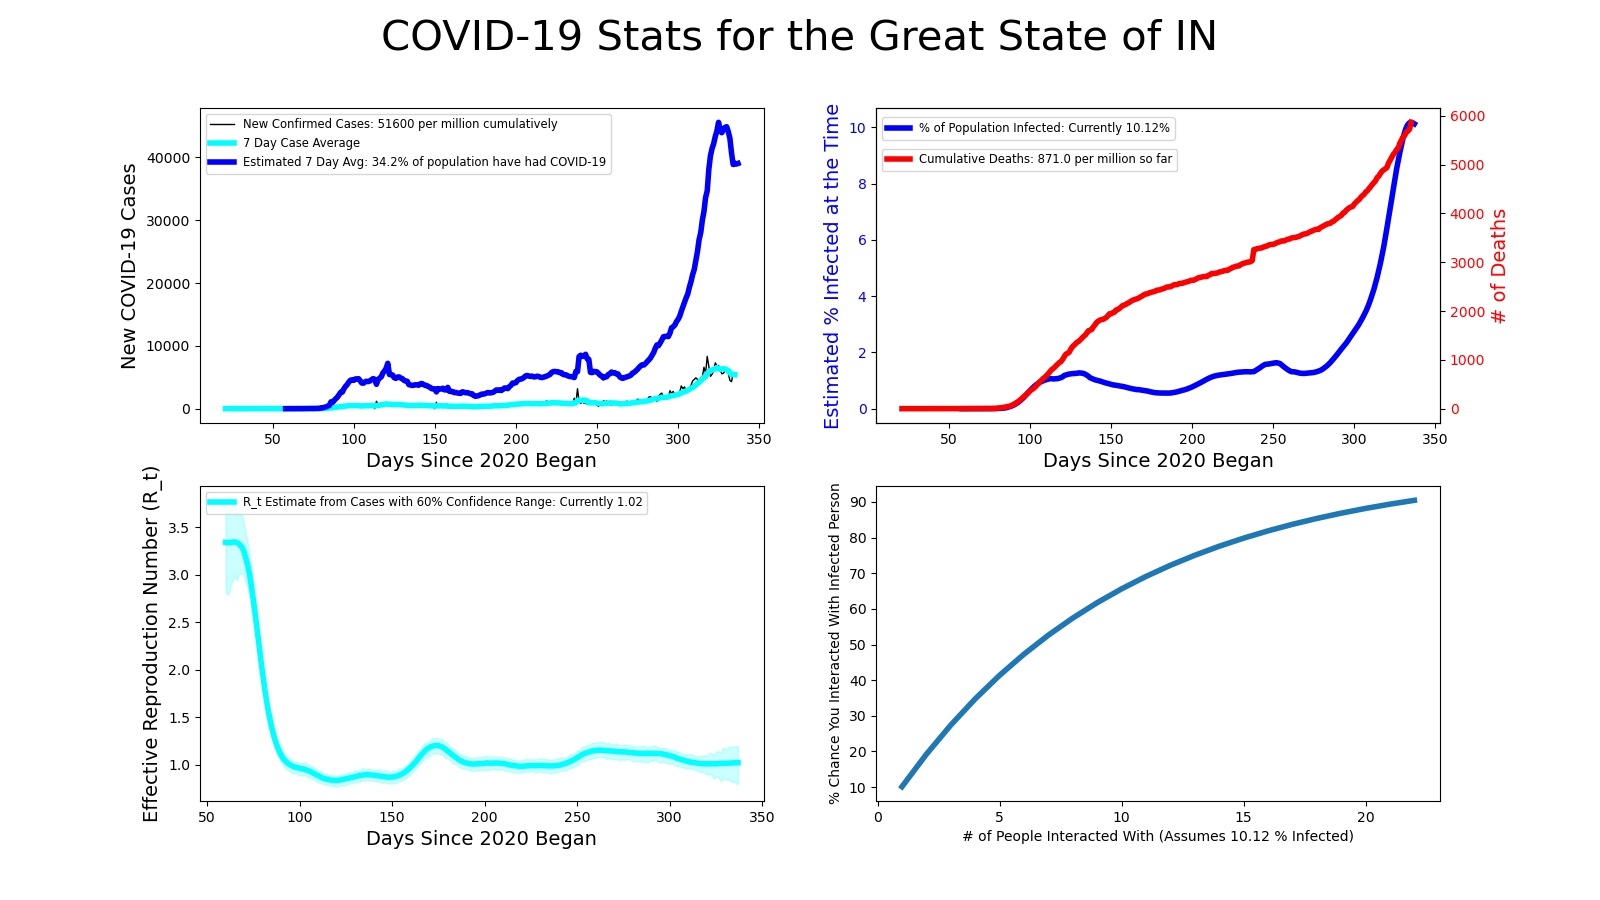 COVID-19 Stats for the Great State of IN
New COVID-19 Cases
40000
30000
20000
10000
0
New Confirmed Cases: 51600 per million cumulatively
7 Day Case Average
Estimated 7 Day Avg: 34.2% of population have had COVID-19
50 100 150 200 250 300 350
Days Since 2020 Began
Estimated % Infected at the Time
10
8
6
4
2
0
% of Population Infected: Currently 10.12%
Cumulative Deaths: 871.0 per million so far
6000
5000
4000
3000
2000
1000
0
# of Deaths
50 100 150 200 250 300 350
Days Since 2020 Began
Effective Reproduction Number (R_t)
3.5
3.0
2.5
2.0
1.5
1.0
R_t Estimate from Cases with 60% Confidence Range: Currently 1.02
50 100 150 200 250 300 350
Days Since 2020 Began
% Chance You Interacted With Infected Person
90
80
70
60
50
40
30
20
10
0 5 10 15 20
# of People Interacted With (Assumes 10.12 % Infected)